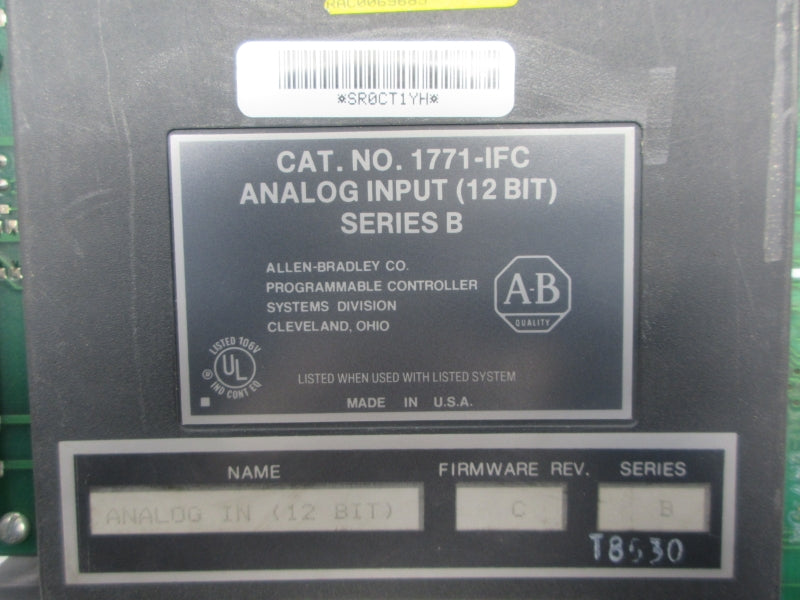 *SR0CT1YH*
CAT. NO. 1771-IFC
ANALOG INPUT (12 BIT)
SERIES B
ALLEN-BRADLEY CO.
PROGRAMMABLE CONTROLLER
SYSTEMS DIVISION
CLEVELAND, OHIO
A-B
QUALITY
LISTED 106V
UL
®
IND CONT EQ
LISTED WHEN USED WITH LISTED SYSTEM
MADE IN U.S.A.
NAME FIRMWARE REV. SERIES
ANALOG IN (12 BIT) C B